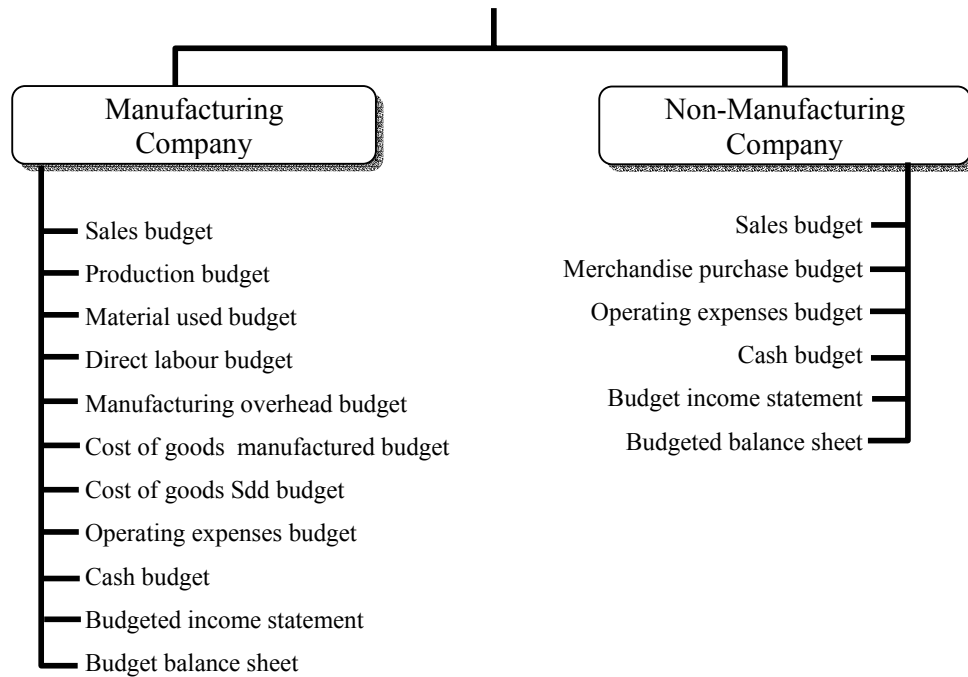 Manufacturing
Company
Sales budget
Production budget
Material used budget
Direct labour budget
Manufacturing overhead budget
Cost of goods  manufactured budget
Cost of goods Sdd budget
Operating expenses budget
Cash budget
Budgeted income statement
Budget balance sheet
Non-Manufacturing
Company
Sales budget
Merchandise purchase budget
Operating expenses budget
Cash budget
Budget income statement
Budgeted balance sheet